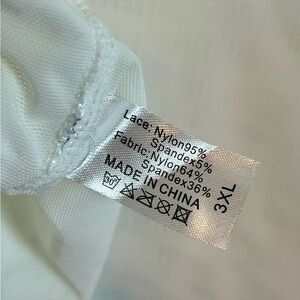 Lace: Nylon95%
Spandex5%
Fabric: Nylon64%
Spandex36%
MADE IN CHINA
3XL